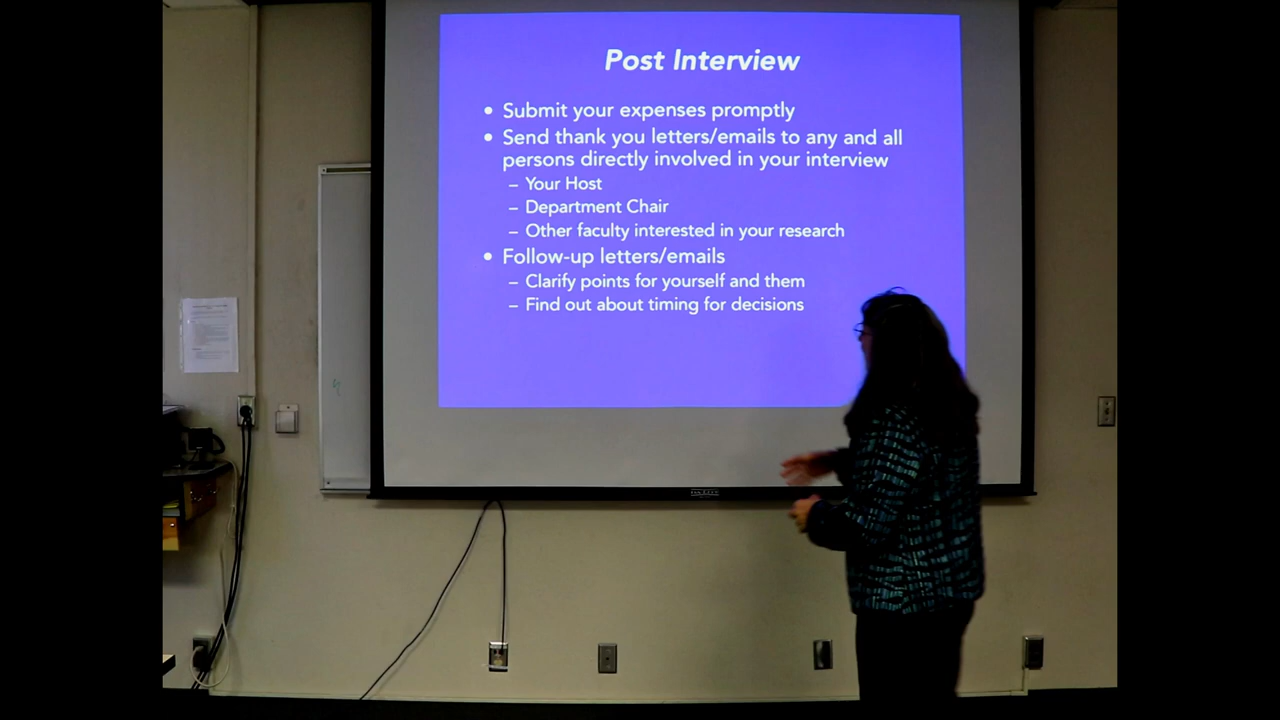 Post Interview
• Submit your expenses promptly
• Send thank you letters/emails to any and all
persons directly involved in your interview
– Your Host
– Department Chair
– Other faculty interested in your research
• Follow-up letters/emails
– Clarify points for yourself and them
– Find out about timing for decisions